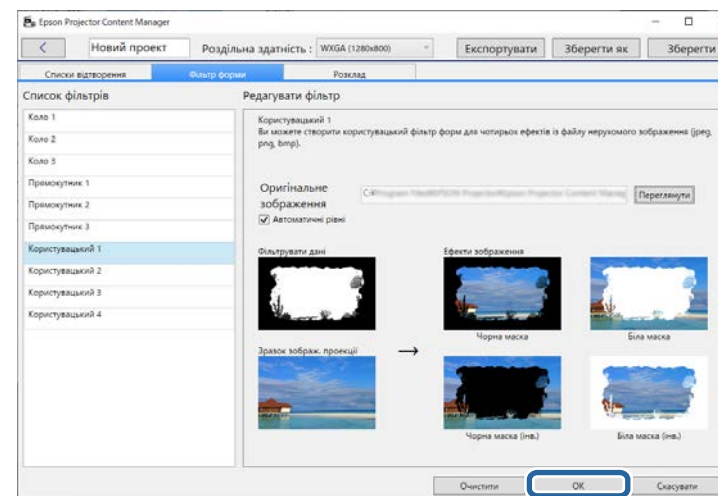 Epson Projector Content Manager
Новий проект Роздільна здатність : WXGA (1280x800) Експортувати Зберегти як Зберегти
Списки відтворення Фільтр форми Розклад
Список фільтрів Редагувати фільтр
Коло 1
Коло 2
Коло 3
Прямокутник 1
Прямокутник 2
Прямокутник 3
Користувацький 1
Користувацький 2
Користувацький 3
Користувацький 4
Користувацький 1
Ви можете створити користувацький фільтр форм для чотирьох ефектів із файлу нерухомого зображення (jpeg,
png, bmp).
Оригінальне
зображення
Переглянути
Автоматичні рівні
Фільтрувати дані Ефекти зображення
Чорна маска Біла маска
Зразок зображ. проекції
Чорна маска (інв.) Біла маска (інв.)
Очистити OK Скасувати